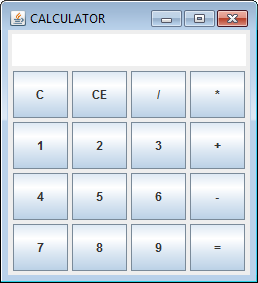 CALCULATOR
C CE / *
1 2 3 +
4 5 6 -
7 8 9 =